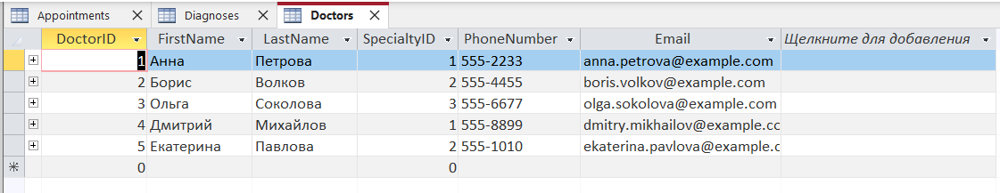 Appointments Diagnoses Doctors
DoctorID FirstName LastName SpecialtyID PhoneNumber Email Щелкните для добавления
1 Анна Петрова 1 555-2233 anna.petrova@example.com
2 Борис Волков 2 555-4455 boris.volkov@example.com
3 Ольга Соколова 3 555-6677 olga.sokolova@example.com
4 Дмитрий Михайлов 1 555-8899 dmitry.mikhailov@example.cc
5 Екатерина Павлова 2 555-1010 ekaterina.pavlova@example.c
0 0